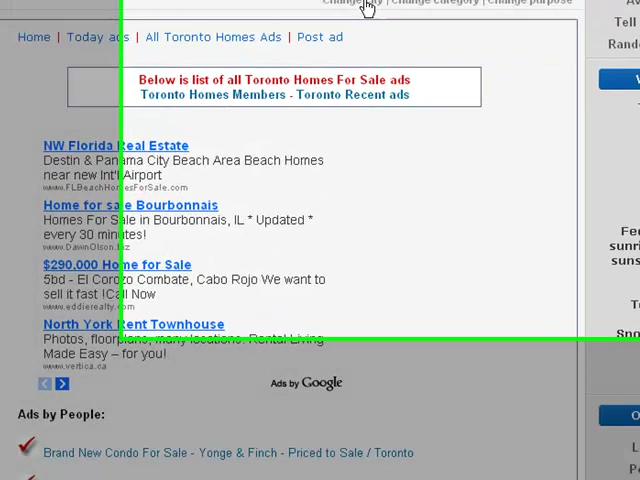 Change city | Change category | Change purpose
Tell
Rando
Home | Today ads | All Toronto Homes Ads | Post ad
Below is list of all Toronto Homes For Sale ads
Toronto Homes Members - Toronto Recent ads
NW Florida Real Estate
Destin & Panama City Beach Area Beach Homes
near new Int'l Airport
www.FLBeachHomesForSale.com
Home for sale Bourbonnais
Homes For Sale in Bourbonnais, IL * Updated *
every 30 minutes!
www.DawnOlson.biz
Fee
sunri
suns
$290,000 Home for Sale
5bd - El Corozo Combate, Cabo Rojo We want to
sell it fast !Call Now
www.eddierealty.com
North York Rent Townhouse
Photos, floorplans, many locations. Rental Living
Made Easy – for you!
www.vertica.ca
Sno
Ads by Google
Ads by People:
Brand New Condo For Sale - Yonge & Finch - Priced to Sale / Toronto